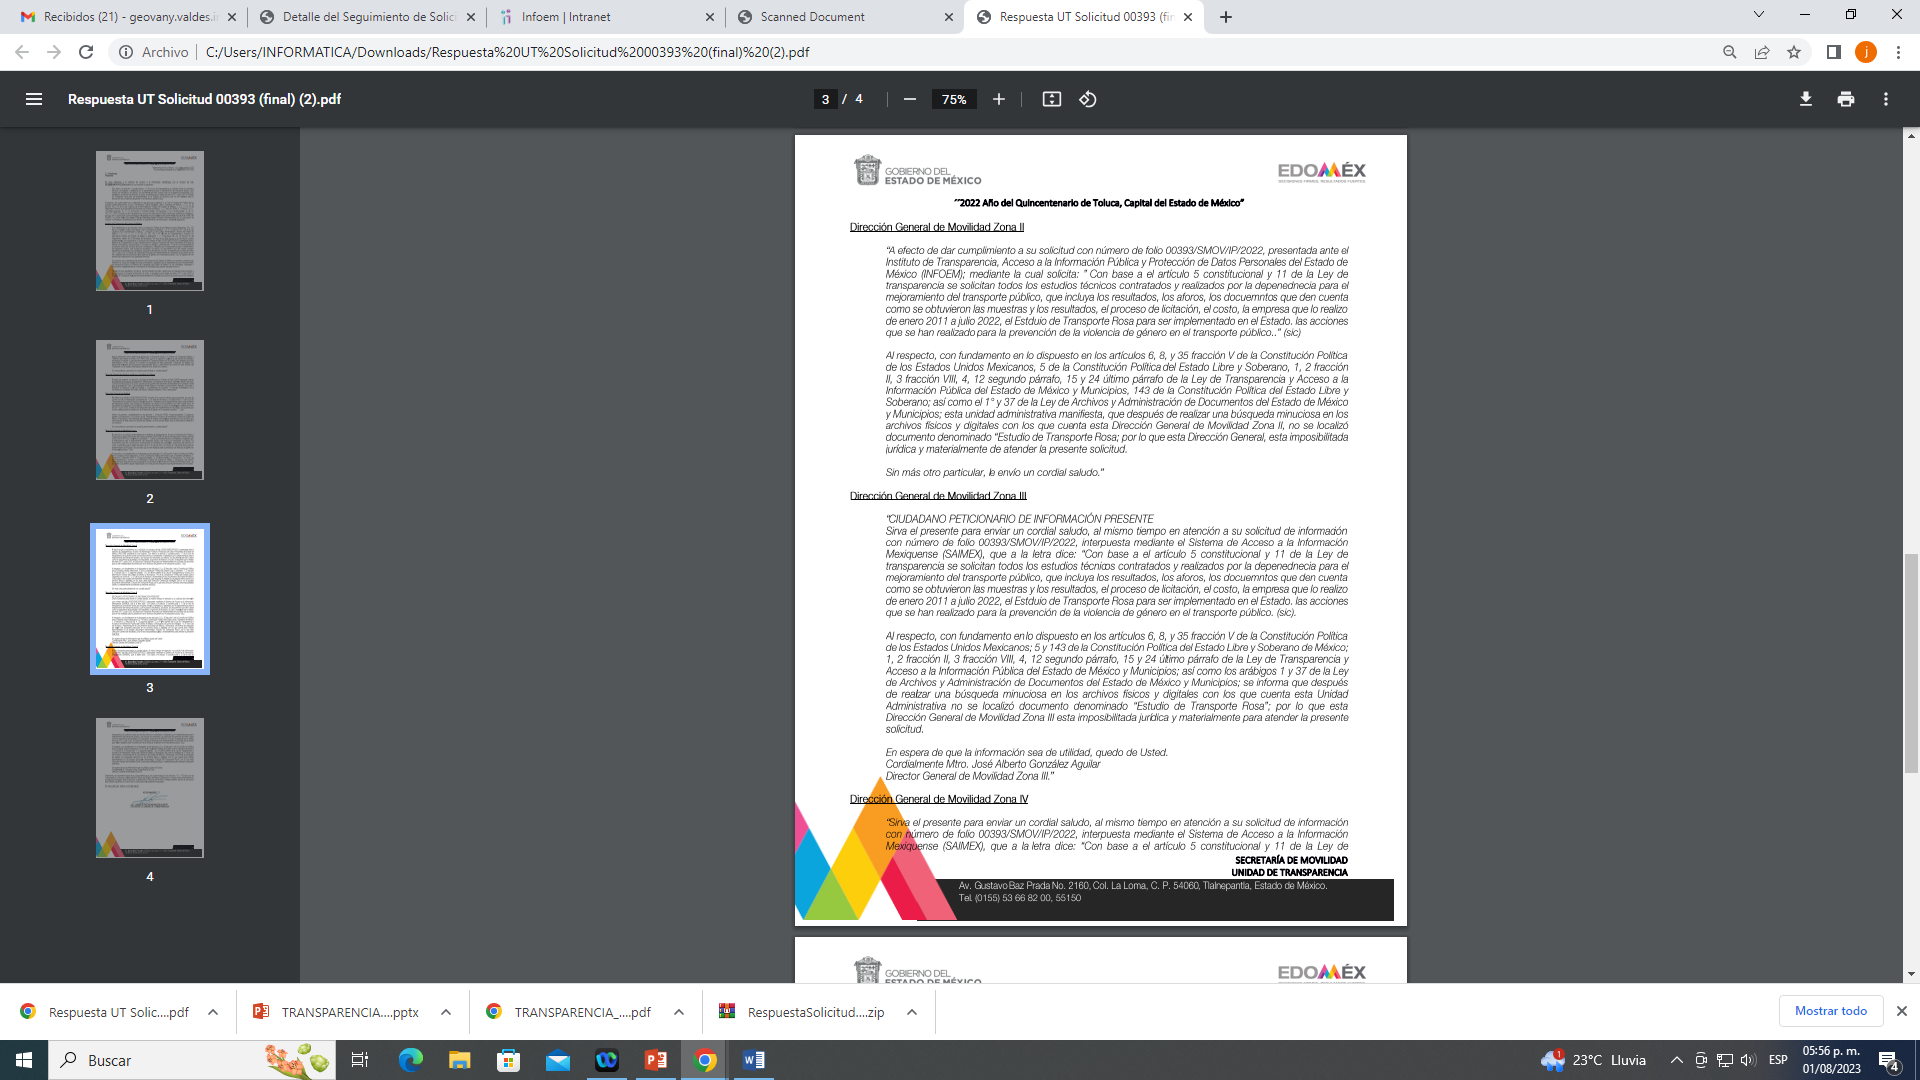 Recibidos (21) - geovany.valdes.i
Detalle del Seguimiento de Solici
Infoem | Intranet
Scanned Document
Respuesta UT Solicitud 00393 (fin
Archivo
C:/Users/INFORMATICA/Downloads/Respuesta%20UT%20Solicitud%2000393%20(final)%20(2).pdf
j
Respuesta UT Solicitud 00393 (final) (2).pdf
3 / 4
75%
1
2
3
4
GOBIERNO DEL
ESTADO DE MÉXICO
EDOMÉX
DECISIONES FIRMES, RESULTADOS FUERTES.
"2022 Año del Quincentenario de Toluca, Capital del Estado de México"
Dirección General de Movilidad Zona II
"A efecto de dar cumplimiento a su solicitud con número de folio 00393/SMOV/IP/2022, presentada ante el
Instituto de Transparencia, Acceso a la Información Pública y Protección de Datos Personales del Estado de
México (INFOEM); mediante la cual solicita: " Con base a el artículo 5 constitucional y 11 de la Ley de
transparencia se solicitan todos los estudios técnicos contratados y realizados por la depenednecia para el
mejoramiento del transporte público, que incluya los resultados, los aforos, los docuemntos que den cuenta
como se obtuvieron las muestras y los resultados, el proceso de licitación, el costo, la empresa que lo realizo
de enero 2011 a julio 2022, el Estduio de Transporte Rosa para ser implementado en el Estado. las acciones
que se han realizado para la prevención de la violencia de género en el transporte público.." (sic)
Al respecto, con fundamento en lo dispuesto en los artículos 6, 8, y 35 fracción V de la Constitución Política
de los Estados Unidos Mexicanos, 5 de la Constitución Política del Estado Libre y Soberano, 1, 2 fracción
II, 3 fracción VIII, 4, 12 segundo párrafo, 15 y 24 último párrafo de la Ley de Transparencia y Acceso a la
Información Pública del Estado de México y Municipios, 143 de la Constitución Política del Estado Libre y
Soberano; así como el 1° y 37 de la Ley de Archivos y Administración de Documentos del Estado de México
y Municipios; esta unidad administrativa manifiesta, que después de realizar una búsqueda minuciosa en los
archivos físicos y digitales con los que cuenta esta Dirección General de Movilidad Zona II, no se localizó
documento denominado "Estudio de Transporte Rosa; por lo que esta Dirección General, esta imposibilitada
jurídica y materialmente de atender la presente solicitud.
Sin más otro particular, le envío un cordial saludo."
Dirección General de Movilidad Zona III
"CIUDADANO PETICIONARIO DE INFORMACIÓN PRESENTE
Sirva el presente para enviar un cordial saludo, al mismo tiempo en atención a su solicitud de información
con número de folio 00393/SMOV/IP/2022, interpuesta mediante el Sistema de Acceso a la Información
Mexiquense (SAIMEX), que a la letra dice: "Con base a el artículo 5 constitucional y 11 de la Ley de
transparencia se solicitan todos los estudios técnicos contratados y realizados por la depenednecia para el
mejoramiento del transporte público, que incluya los resultados, los aforos, los docuemntos que den cuenta
como se obtuvieron las muestras y los resultados, el proceso de licitación, el costo, la empresa que lo realizo
de enero 2011 a julio 2022, el Estduio de Transporte Rosa para ser implementado en el Estado. las acciones
que se han realizado para la prevención de la violencia de género en el transporte público. (sic).
Al respecto, con fundamento en lo dispuesto en los artículos 6, 8, y 35 fracción V de la Constitución Política
de los Estados Unidos Mexicanos; 5 y 143 de la Constitución Política del Estado Libre y Soberano de México;
1, 2 fracción II, 3 fracción VIII, 4, 12 segundo párrafo, 15 y 24 último párrafo de la Ley de Transparencia y
Acceso a la Información Pública del Estado de México y Municipios; así como los arábigos 1 y 37 de la Ley
de Archivos y Administración de Documentos del Estado de México y Municipios; se informa que después
de realizar una búsqueda minuciosa en los archivos físicos y digitales con los que cuenta esta Unidad
Administrativa no se localizó documento denominado "Estudio de Transporte Rosa"; por lo que esta
Dirección General de Movilidad Zona III esta imposibilitada jurídica y materialmente para atender la presente
solicitud.
En espera de que la información sea de utilidad, quedo de Usted.
Cordialmente Mtro. José Alberto González Aguilar
Director General de Movilidad Zona III."
Dirección General de Movilidad Zona IV
"Sirva el presente para enviar un cordial saludo, al mismo tiempo en atención a su solicitud de información
con número de folio 00393/SMOV/IP/2022, interpuesta mediante el Sistema de Acceso a la Información
Mexiquense (SAIMEX), que a la letra dice: "Con base a el artículo 5 constitucional y 11 de la Ley de
SECRETARÍA DE MOVILIDAD
UNIDAD DE TRANSPARENCIA
Av. Gustavo Baz Prada No. 2160, Col. La Loma, C. P. 54060, Tlalnepantla, Estado de México.
Tel. (0155) 53 66 82 00, 55150
GOBIERNO DEL
ESTADO DE MÉXICO
EDOMÉX
Respuesta UT Solic....pdf
TRANSPARENCIA....pptx
TRANSPARENCIA_....pdf
RespuestaSolicitud....zip
Mostrar todo
Buscar
1
23°C Lluvia
ESP
05:56 p. m.
01/08/2023
4